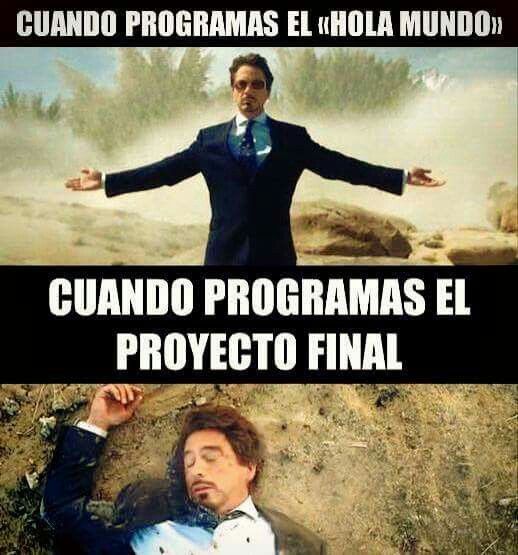 CUANDO PROGRAMAS EL «HOLA MUNDO»
CUANDO PROGRAMAS EL
PROYECTO FINAL